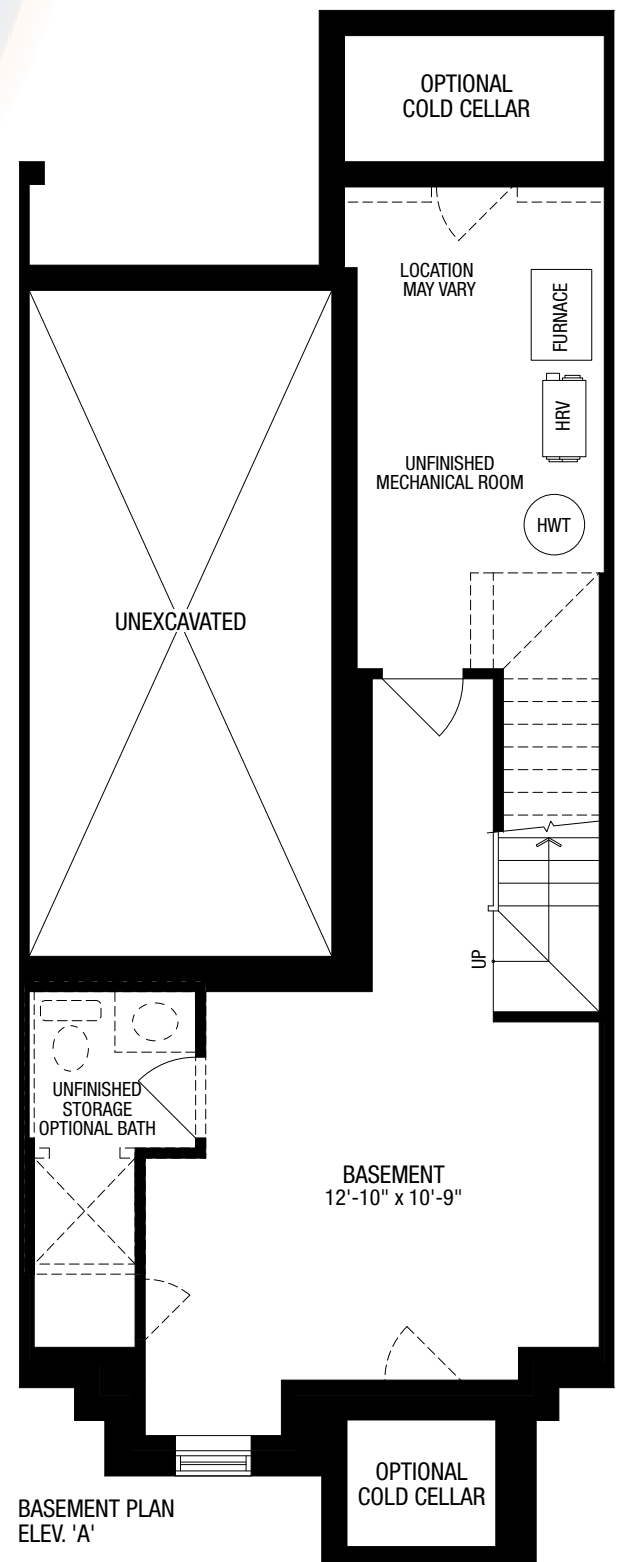 OPTIONAL
COLD CELLAR
LOCATION
MAY VARY
FURNACE
HRV
UNFINISHED
MECHANICAL ROOM
HWT
UNEXCAVATED
UP
UNFINISHED
STORAGE
OPTIONAL BATH
BASEMENT
12'-10" x 10'-9"
OPTIONAL
COLD CELLAR
BASEMENT PLAN
ELEV. 'A'